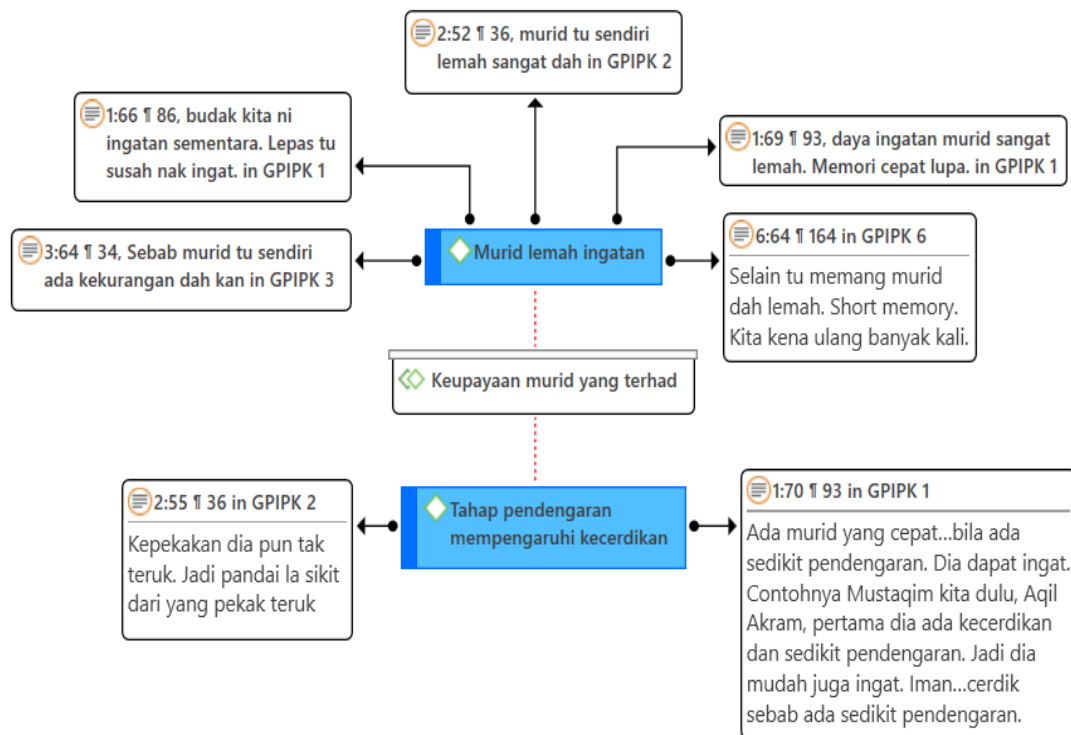 2:52 ¶ 36, murid tu sendiri
lemah sangat dah in GPIPK 2
1:66 ¶ 86, budak kita ni
ingatan sementara. Lepas tu
susah nak ingat. in GPIPK 1
1:69 ¶ 93, daya ingatan murid sangat
lemah. Memori cepat lupa. in GPIPK 1
3:64 ¶ 34, Sebab murid tu sendiri
ada kekurangan dah kan in GPIPK 3
Murid lemah ingatan
6:64 ¶ 164 in GPIPK 6
Selain tu memang murid
dah lemah. Short memory.
Kita kena ulang banyak kali.
Keupayaan murid yang terhad
2:55 ¶ 36 in GPIPK 2
Kepekakan dia pun tak
teruk. Jadi pandai la sikit
dari yang pekak teruk
Tahap pendengaran
mempengaruhi kecerdikan
1:70 ¶ 93 in GPIPK 1
Ada murid yang cepat...bila ada
sedikit pendengaran. Dia dapat ingat.
Contohnya Mustaqim kita dulu, Aqil
Akram, pertama dia ada kecerdikan
dan sedikit pendengaran. Jadi dia
mudah juga ingat. Iman...cerdik
sebab ada sedikit pendengaran.